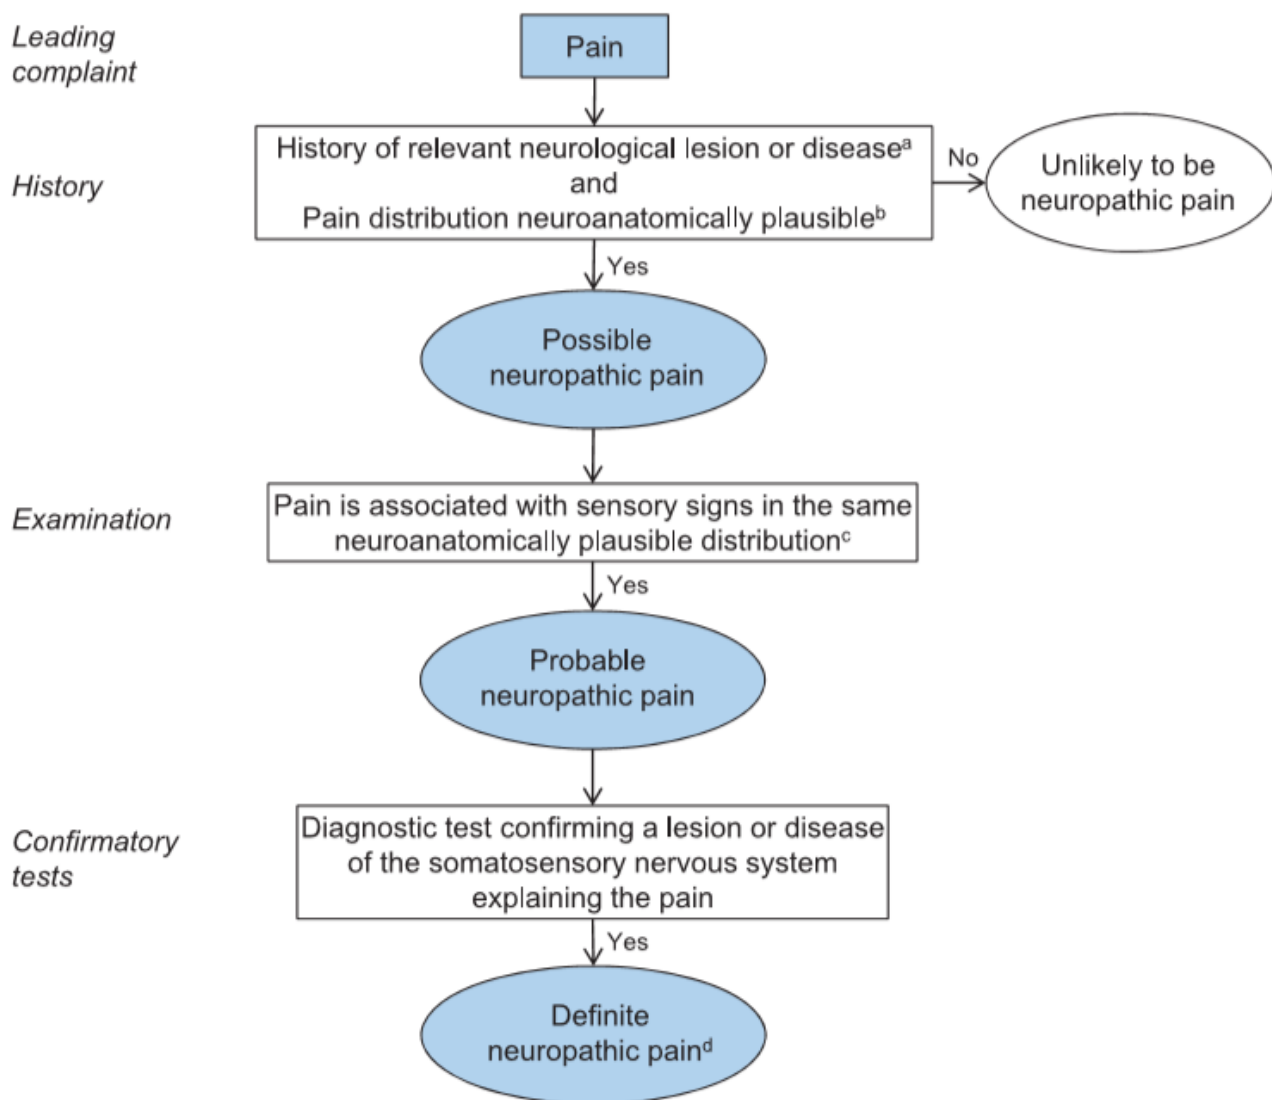 Leading
complaint
Pain
History
History of relevant neurological lesion or diseaseᵃ
and
Pain distribution neuroanatomically plausibleᵇ
No
Unlikely to be
neuropathic pain
Yes
Possible
neuropathic pain
Examination
Pain is associated with sensory signs in the same
neuroanatomically plausible distributionᶜ
Yes
Probable
neuropathic pain
Confirmatory
tests
Diagnostic test confirming a lesion or disease
of the somatosensory nervous system
explaining the pain
Yes
Definite
neuropathic painᵈ